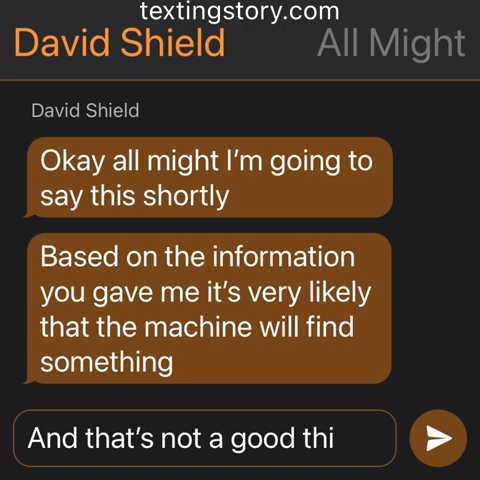 textingstory.com
David Shield All Might
David Shield
Okay all might I'm going to
say this shortly
Based on the information
you gave me it's very likely
that the machine will find
something
And that's not a good thi